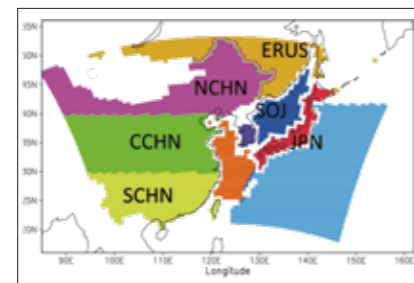 55N
50N
45N
40N
35N
30N
25N
20N
ERUS
NCHN
SOJ
CCHN
JPN
SCHN
90E 100E 110E 120E 130E 140E 150E 160E
Longitude